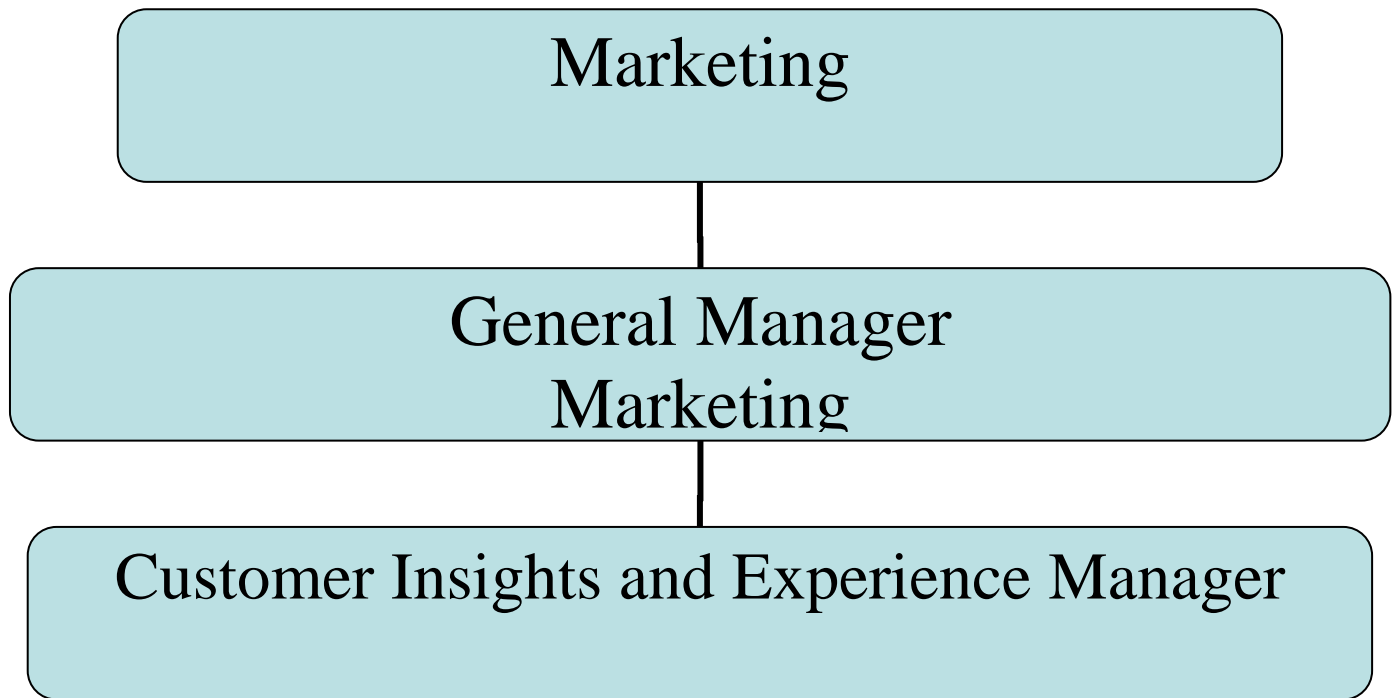 Marketing
General Manager
Marketing
Customer Insights and Experience Manager